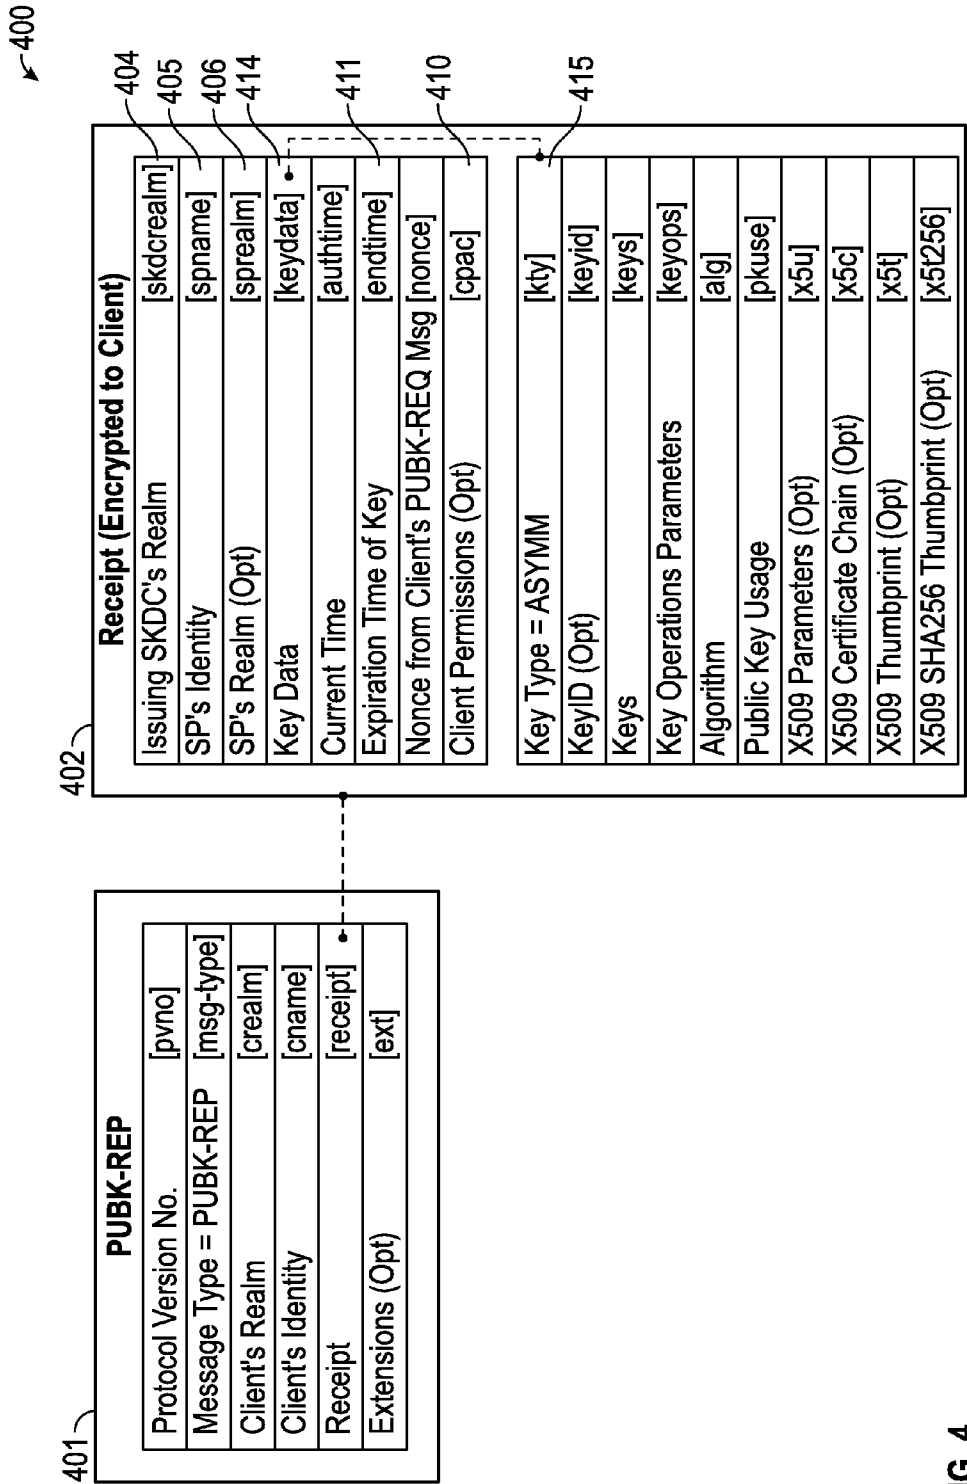 400
401
PUBK-REP
Protocol Version No. [pvno]
Message Type = PUBK-REP [msg-type]
Client's Realm [crealm]
Client's Identity [cname]
Receipt [receipt]
Extensions (Opt) [ext]
402
Receipt (Encrypted to Client)
Issuing SKDC's Realm [skdcrealm] 404
SP's Identity [spname] 405
SP's Realm (Opt) [sprealm] 406
Key Data [keydata] 414
Current Time [authtime]
Expiration Time of Key [endtime] 411
Nonce from Client's PUBK-REQ Msg [nonce]
Client Permissions (Opt) [cpac] 410
Key Type = ASYMM [kty] 415
KeyID (Opt) [keyid]
Keys [keys]
Key Operations Parameters [keyops]
Algorithm [alg]
Public Key Usage [pkuse]
X509 Parameters (Opt) [x5u]
X509 Certificate Chain (Opt) [x5c]
X509 Thumbprint (Opt) [x5t]
X509 SHA256 Thumbprint (Opt) [x5t256]